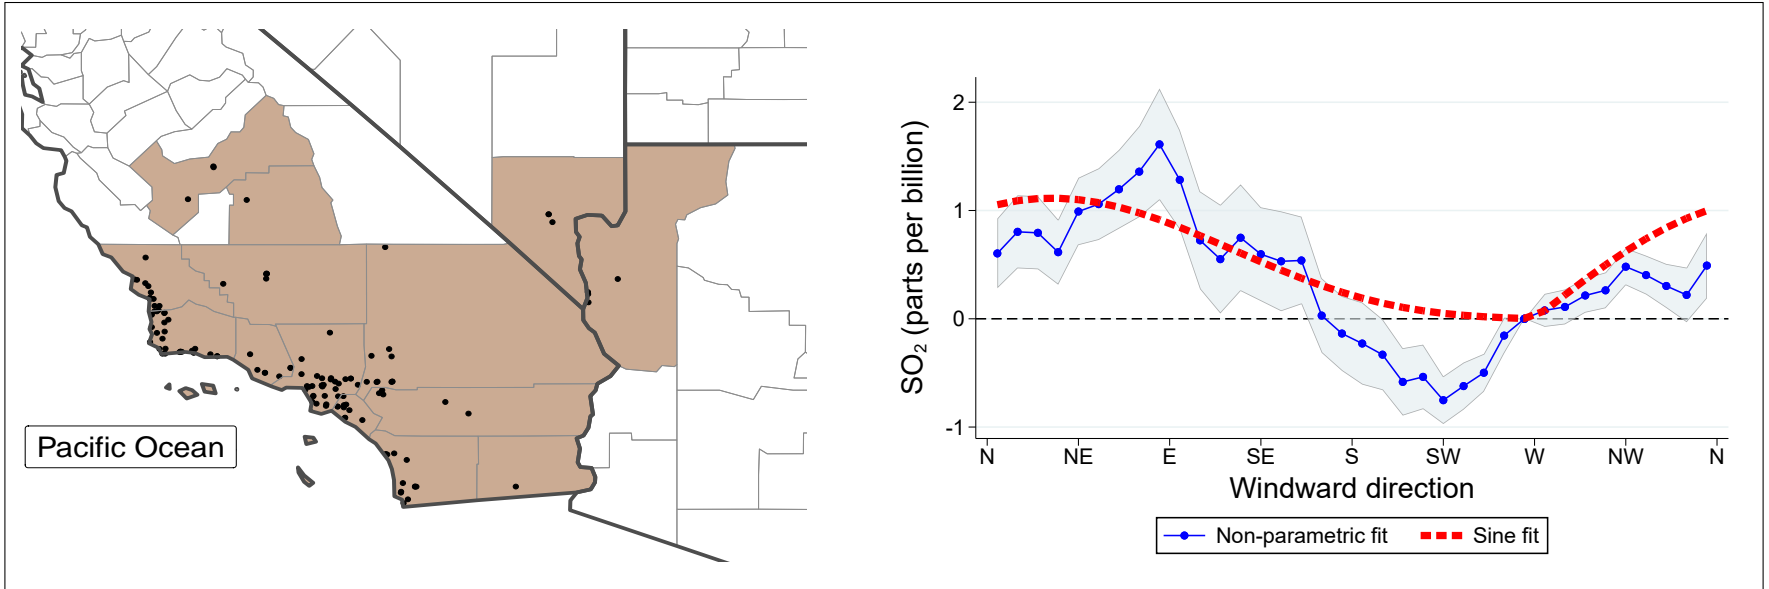 Pacific Ocean
SO₂ (parts per billion)
2
1
0
-1
N NE E SE S SW W NW N
Windward direction
Non-parametric fit Sine fit